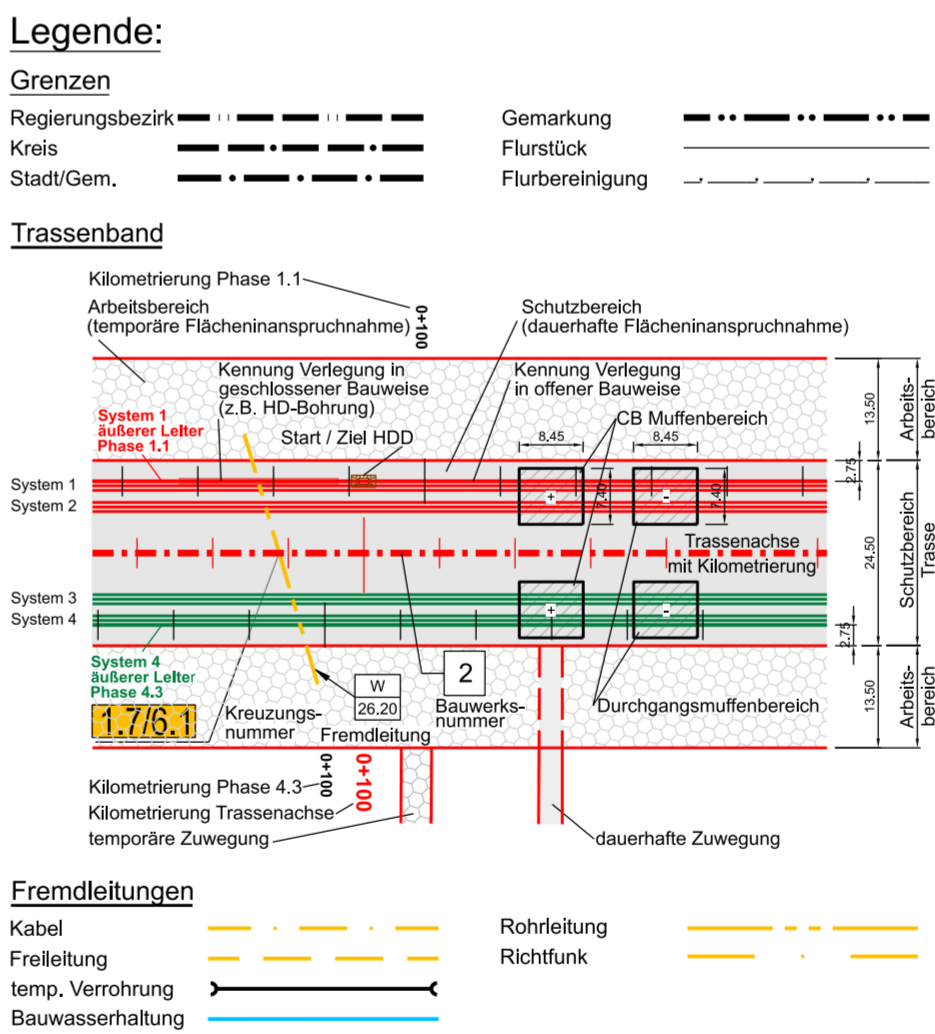 Legende:
Grenzen
Regierungsbezirk
Kreis
Stadt/Gem.
Gemarkung
Flurstück
Flurbereinigung
Trassenband
Kilometrierung Phase 1.1
0+100
Arbeitsbereich
(temporäre Flächeninanspruchnahme)
Schutzbereich
(dauerhafte Flächeninanspruchnahme)
Kennung Verlegung in
geschlossener Bauweise
(z.B. HD-Bohrung)
Kennung Verlegung
in offener Bauweise
System 1
äußerer Leiter
Phase 1.1
Start / Ziel HDD
CB Muffenbereich
8.45
8.45
7.40
7.40
System 1
System 2
+
-
Trassenachse
mit Kilometrierung
System 3
System 4
+
-
13.50
Arbeits-
bereich
2.75
24.50
Schutzbereich
Trasse
2.75
13.50
Arbeits-
bereich
System 4
äußerer Leiter
Phase 4.3
1.7/6.1
Kreuzungs-
nummer
W
26.20
Fremdleitung
2
Bauwerks-
nummer
Durchgangsmuffenbereich
Kilometrierung Phase 4.3
0+100
Kilometrierung Trassenachse
0+100
temporäre Zuwegung
dauerhafte Zuwegung
Fremdleitungen
Kabel
Freileitung
temp. Verrohrung
Bauwasserhaltung
Rohrleitung
Richtfunk